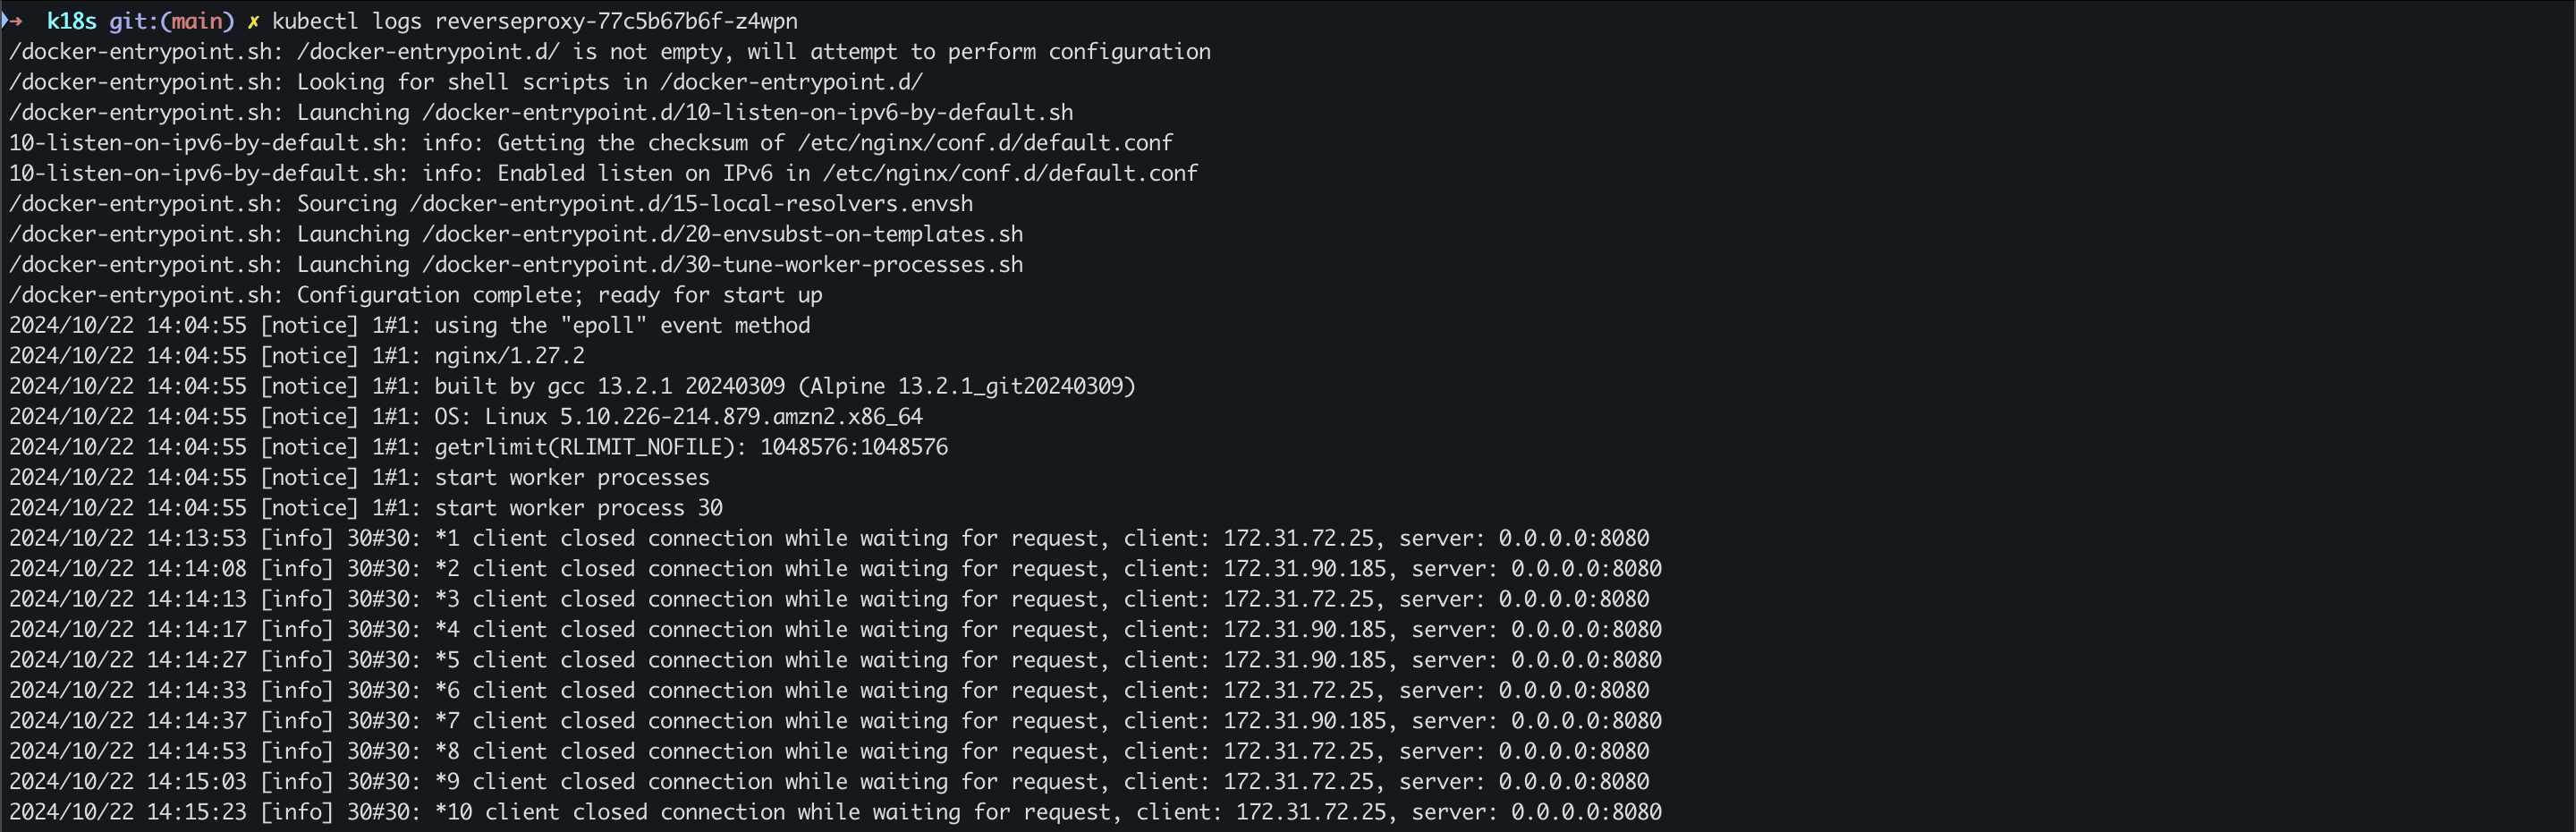 ➜  k18s git:(main) ✗ kubectl logs reverseproxy-77c5b67b6f-z4wpn
/docker-entrypoint.sh: /docker-entrypoint.d/ is not empty, will attempt to perform configuration
/docker-entrypoint.sh: Looking for shell scripts in /docker-entrypoint.d/
/docker-entrypoint.sh: Launching /docker-entrypoint.d/10-listen-on-ipv6-by-default.sh
10-listen-on-ipv6-by-default.sh: info: Getting the checksum of /etc/nginx/conf.d/default.conf
10-listen-on-ipv6-by-default.sh: info: Enabled listen on IPv6 in /etc/nginx/conf.d/default.conf
/docker-entrypoint.sh: Sourcing /docker-entrypoint.d/15-local-resolvers.envsh
/docker-entrypoint.sh: Launching /docker-entrypoint.d/20-envsubst-on-templates.sh
/docker-entrypoint.sh: Launching /docker-entrypoint.d/30-tune-worker-processes.sh
/docker-entrypoint.sh: Configuration complete; ready for start up
2024/10/22 14:04:55 [notice] 1#1: using the "epoll" event method
2024/10/22 14:04:55 [notice] 1#1: nginx/1.27.2
2024/10/22 14:04:55 [notice] 1#1: built by gcc 13.2.1 20240309 (Alpine 13.2.1_git20240309)
2024/10/22 14:04:55 [notice] 1#1: OS: Linux 5.10.226-214.879.amzn2.x86_64
2024/10/22 14:04:55 [notice] 1#1: getrlimit(RLIMIT_NOFILE): 1048576:1048576
2024/10/22 14:04:55 [notice] 1#1: start worker processes
2024/10/22 14:04:55 [notice] 1#1: start worker process 30
2024/10/22 14:13:53 [info] 30#30: *1 client closed connection while waiting for request, client: 172.31.72.25, server: 0.0.0.0:8080
2024/10/22 14:14:08 [info] 30#30: *2 client closed connection while waiting for request, client: 172.31.90.185, server: 0.0.0.0:8080
2024/10/22 14:14:13 [info] 30#30: *3 client closed connection while waiting for request, client: 172.31.72.25, server: 0.0.0.0:8080
2024/10/22 14:14:17 [info] 30#30: *4 client closed connection while waiting for request, client: 172.31.90.185, server: 0.0.0.0:8080
2024/10/22 14:14:27 [info] 30#30: *5 client closed connection while waiting for request, client: 172.31.90.185, server: 0.0.0.0:8080
2024/10/22 14:14:33 [info] 30#30: *6 client closed connection while waiting for request, client: 172.31.72.25, server: 0.0.0.0:8080
2024/10/22 14:14:37 [info] 30#30: *7 client closed connection while waiting for request, client: 172.31.90.185, server: 0.0.0.0:8080
2024/10/22 14:14:53 [info] 30#30: *8 client closed connection while waiting for request, client: 172.31.72.25, server: 0.0.0.0:8080
2024/10/22 14:15:03 [info] 30#30: *9 client closed connection while waiting for request, client: 172.31.72.25, server: 0.0.0.0:8080
2024/10/22 14:15:23 [info] 30#30: *10 client closed connection while waiting for request, client: 172.31.72.25, server: 0.0.0.0:8080